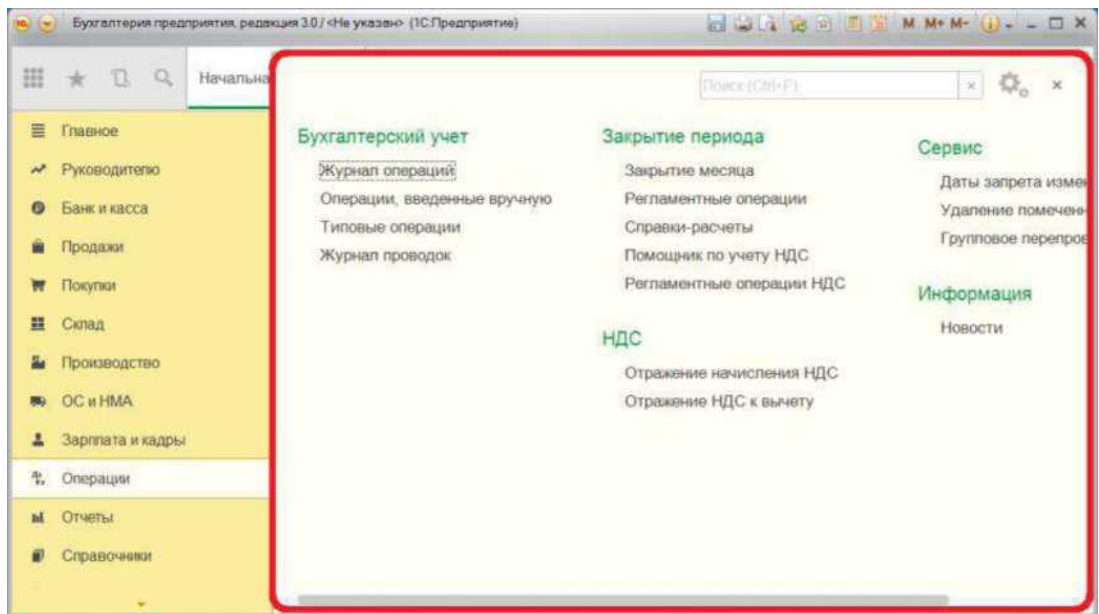 Бухгалтерия предприятия, редакция 3.0 / <Не указан> (1С:Предприятие)
M M+ M-
Начальна
Поиск (Ctrl+F)
Главное
Руководителю
Банк и касса
Продажи
Покупки
Склад
Производство
ОС и НМА
Зарплата и кадры
Операции
Отчеты
Справочники
Бухгалтерский учет
Журнал операций
Операции, введенные вручную
Типовые операции
Журнал проводок
Закрытие периода
Закрытие месяца
Регламентные операции
Справки-расчеты
Помощник по учету НДС
Регламентные операции НДС
НДС
Отражение начисления НДС
Отражение НДС к вычету
Сервис
Даты запрета измен
Удаление помеченн
Групповое перепров
Информация
Новости